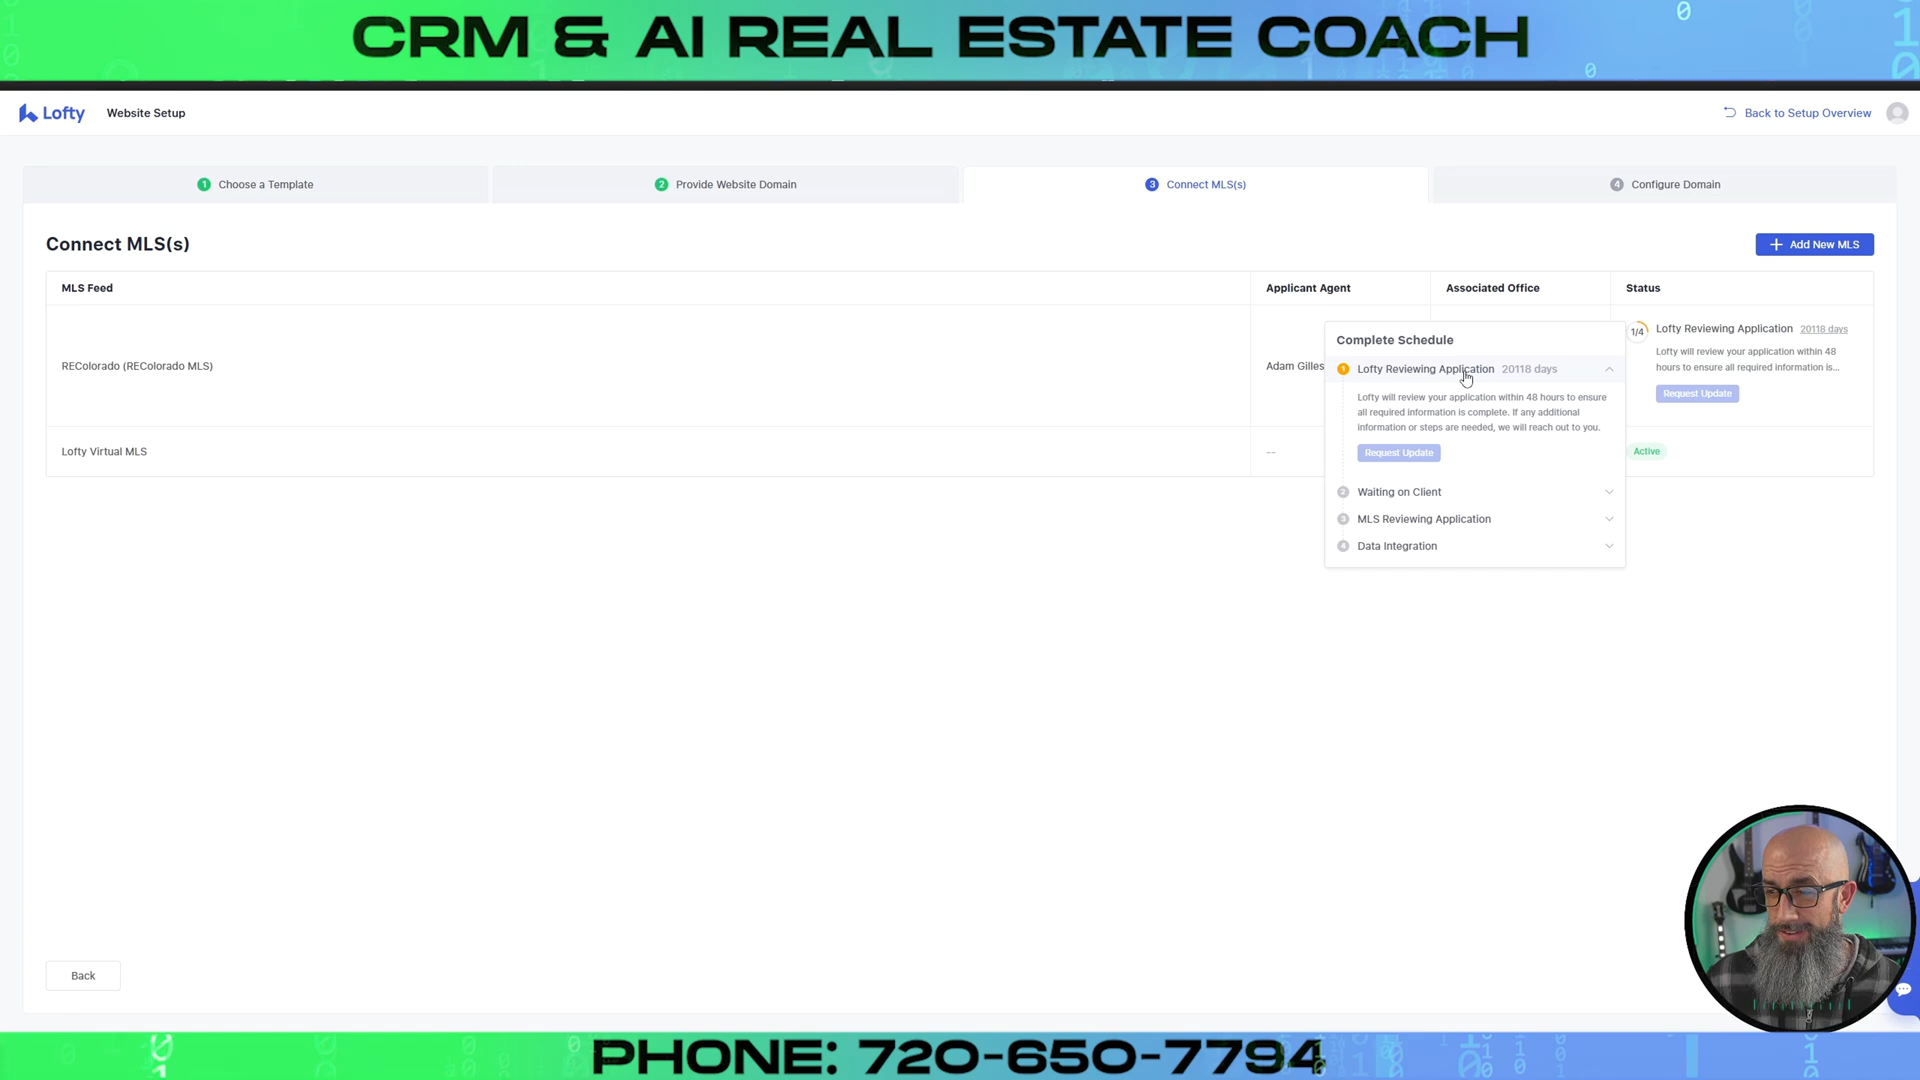 CRM & AI REAL ESTATE COACH
Lofty
Website Setup
Back to Setup Overview
1 Choose a Template
2 Provide Website Domain
3 Connect MLS(s)
4 Configure Domain
Connect MLS(s)
+ Add New MLS
MLS Feed
Applicant Agent
Associated Office
Status
REColorado (REColorado MLS)
Adam Gilles
1/4
Lofty Reviewing Application 20118 days
Lofty will review your application within 48
hours to ensure all required information is...
Request Update
Complete Schedule
1 Lofty Reviewing Application 20118 days
Lofty will review your application within 48 hours to ensure
all required information is complete. If any additional
information or steps are needed, we will reach out to you.
Request Update
2 Waiting on Client
3 MLS Reviewing Application
4 Data Integration
Lofty Virtual MLS
--
Active
Back
PHONE: 720-650-7794